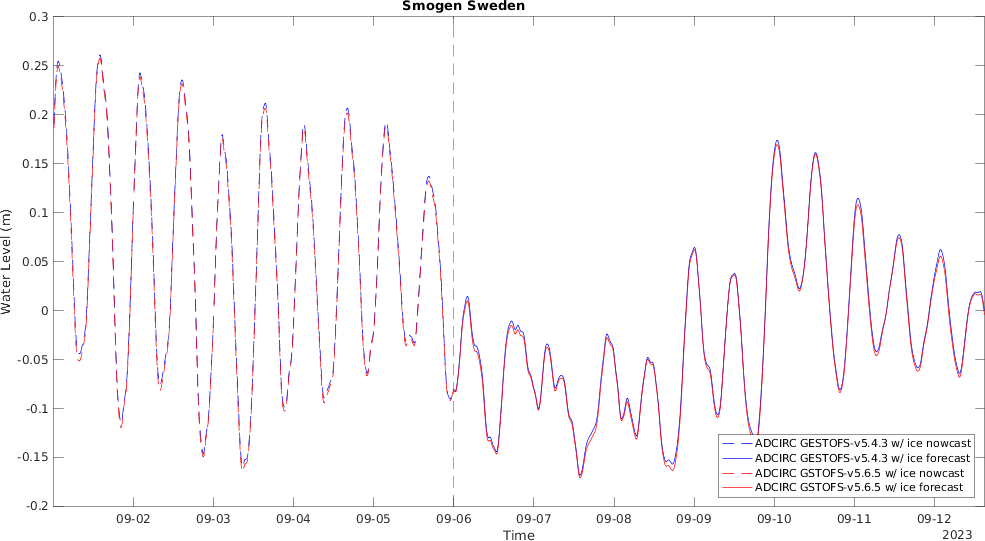 Smogen Sweden
0.3
0.25
0.2
0.15
0.1
0.05
0
-0.05
-0.1
-0.15
-0.2
Water Level (m)
ADCIRC GESTOFS-v5.4.3 w/ ice nowcast
ADCIRC GESTOFS-v5.4.3 w/ ice forecast
ADCIRC GSTOFS-v5.6.5 w/ ice nowcast
ADCIRC GSTOFS-v5.6.5 w/ ice forecast
09-02 09-03 09-04 09-05 09-06 09-07 09-08 09-09 09-10 09-11 09-12
Time
2023